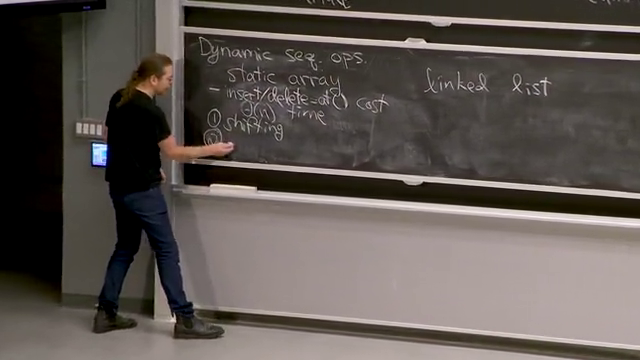 Dynamic seq. ops.
static array
- insert/delete_at() cost
Θ(n) time
① shifting
②
linked list